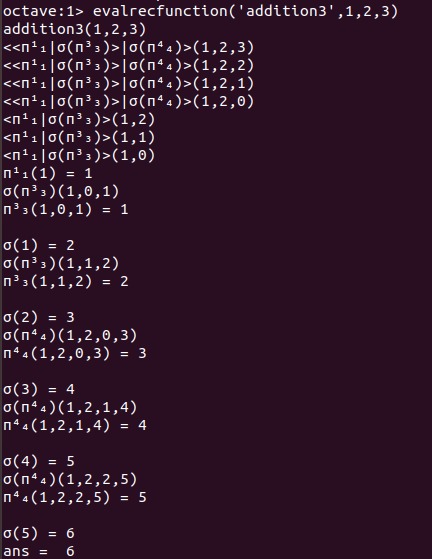 octave:1> evalrecfunction('addition3',1,2,3)
addition3(1,2,3)
<<π¹₁|σ(π³₃)>|σ(π⁴₄)>(1,2,3)
<<π¹₁|σ(π³₃)>|σ(π⁴₄)>(1,2,2)
<<π¹₁|σ(π³₃)>|σ(π⁴₄)>(1,2,1)
<<π¹₁|σ(π³₃)>|σ(π⁴₄)>(1,2,0)
<π¹₁|σ(π³₃)>(1,2)
<π¹₁|σ(π³₃)>(1,1)
<π¹₁|σ(π³₃)>(1,0)
π¹₁(1) = 1
σ(π³₃)(1,0,1)
π³₃(1,0,1) = 1

σ(1) = 2
σ(π³₃)(1,1,2)
π³₃(1,1,2) = 2

σ(2) = 3
σ(π⁴₄)(1,2,0,3)
π⁴₄(1,2,0,3) = 3

σ(3) = 4
σ(π⁴₄)(1,2,1,4)
π⁴₄(1,2,1,4) = 4

σ(4) = 5
σ(π⁴₄)(1,2,2,5)
π⁴₄(1,2,2,5) = 5

σ(5) = 6
ans =  6